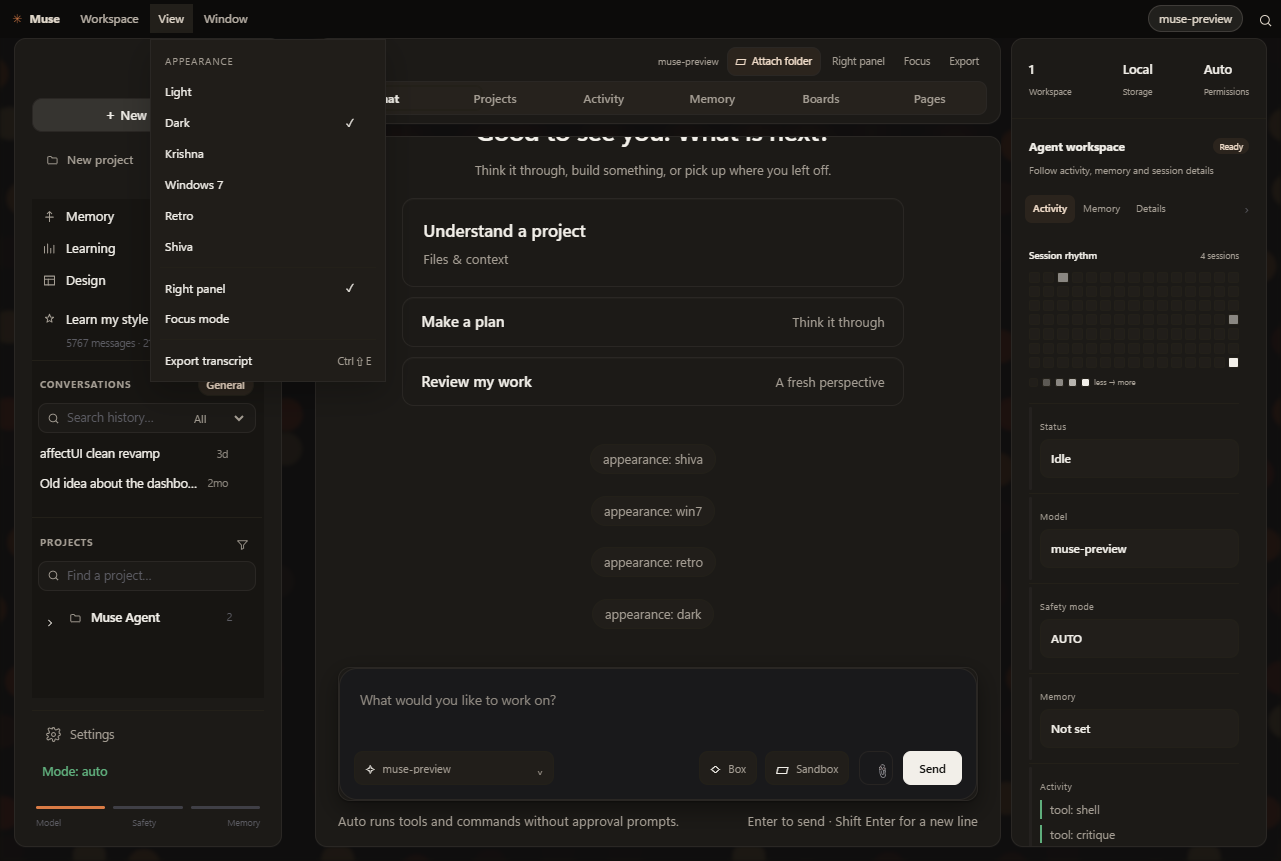 Muse Workspace View Window muse-preview
APPEARANCE
Light
Dark ✓
Krishna
Windows 7
Retro
Shiva
Right panel ✓
Focus mode
Export transcript Ctrl⇧E
+ New
New project
Memory
Learning
Design
Learn my style
5767 messages
CONVERSATIONS General
Search history... All
affectUI clean revamp 3d
Old idea about the dashbo... 2mo
PROJECTS
Find a project...
Muse Agent 2
Settings
Mode: auto
Model Safety Memory
muse-preview Attach folder Right panel Focus Export
Projects Activity Memory Boards Pages
Good to see you. What is next?
Think it through, build something, or pick up where you left off.
Understand a project
Files & context
Make a plan Think it through
Review my work A fresh perspective
appearance: shiva
appearance: win7
appearance: retro
appearance: dark
What would you like to work on?
muse-preview Box Sandbox Send
Auto runs tools and commands without approval prompts. Enter to send · Shift Enter for a new line
1 Local Auto
Workspace Storage Permissions
Agent workspace Ready
Follow activity, memory and session details
Activity Memory Details
Session rhythm 4 sessions
less → more
Status
Idle
Model
muse-preview
Safety mode
AUTO
Memory
Not set
Activity
tool: shell
tool: critique